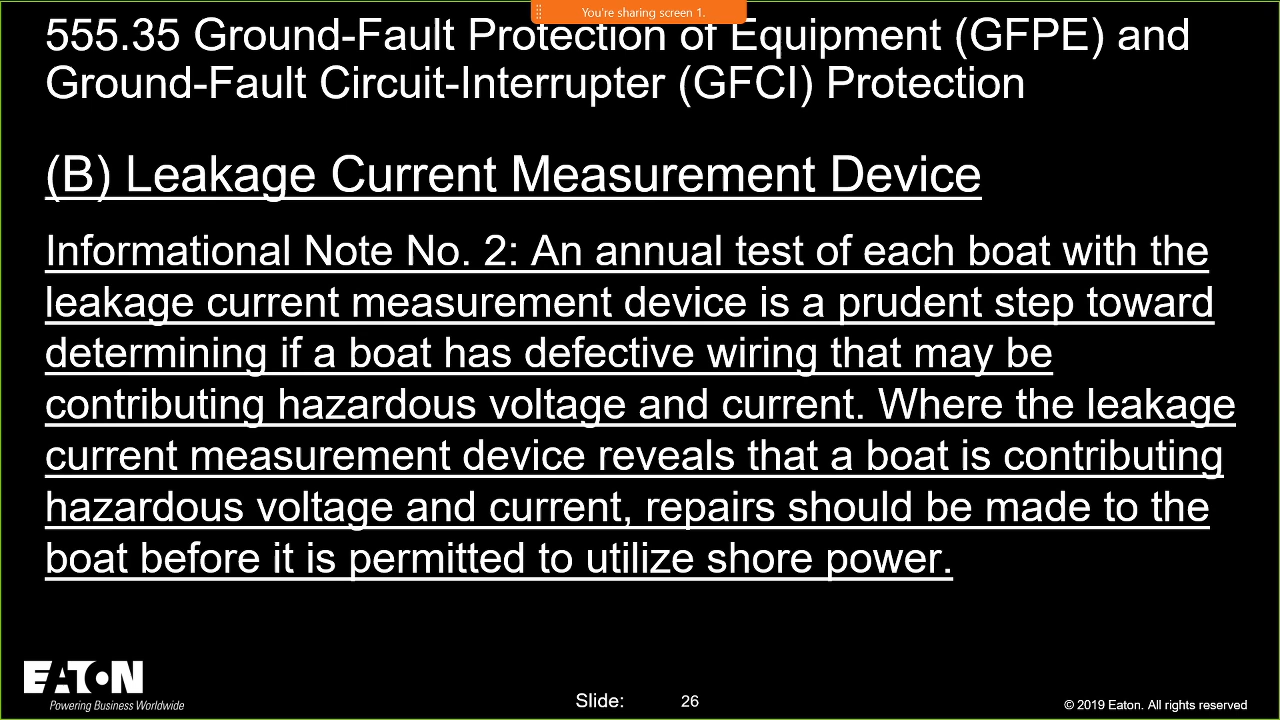 You're sharing screen 1.
555.35 Ground-Fault Protection of Equipment (GFPE) and
Ground-Fault Circuit-Interrupter (GFCI) Protection
(B) Leakage Current Measurement Device
Informational Note No. 2: An annual test of each boat with the
leakage current measurement device is a prudent step toward
determining if a boat has defective wiring that may be
contributing hazardous voltage and current. Where the leakage
current measurement device reveals that a boat is contributing
hazardous voltage and current, repairs should be made to the
boat before it is permitted to utilize shore power.
EATON
Powering Business Worldwide
Slide: 26
© 2019 Eaton. All rights reserved